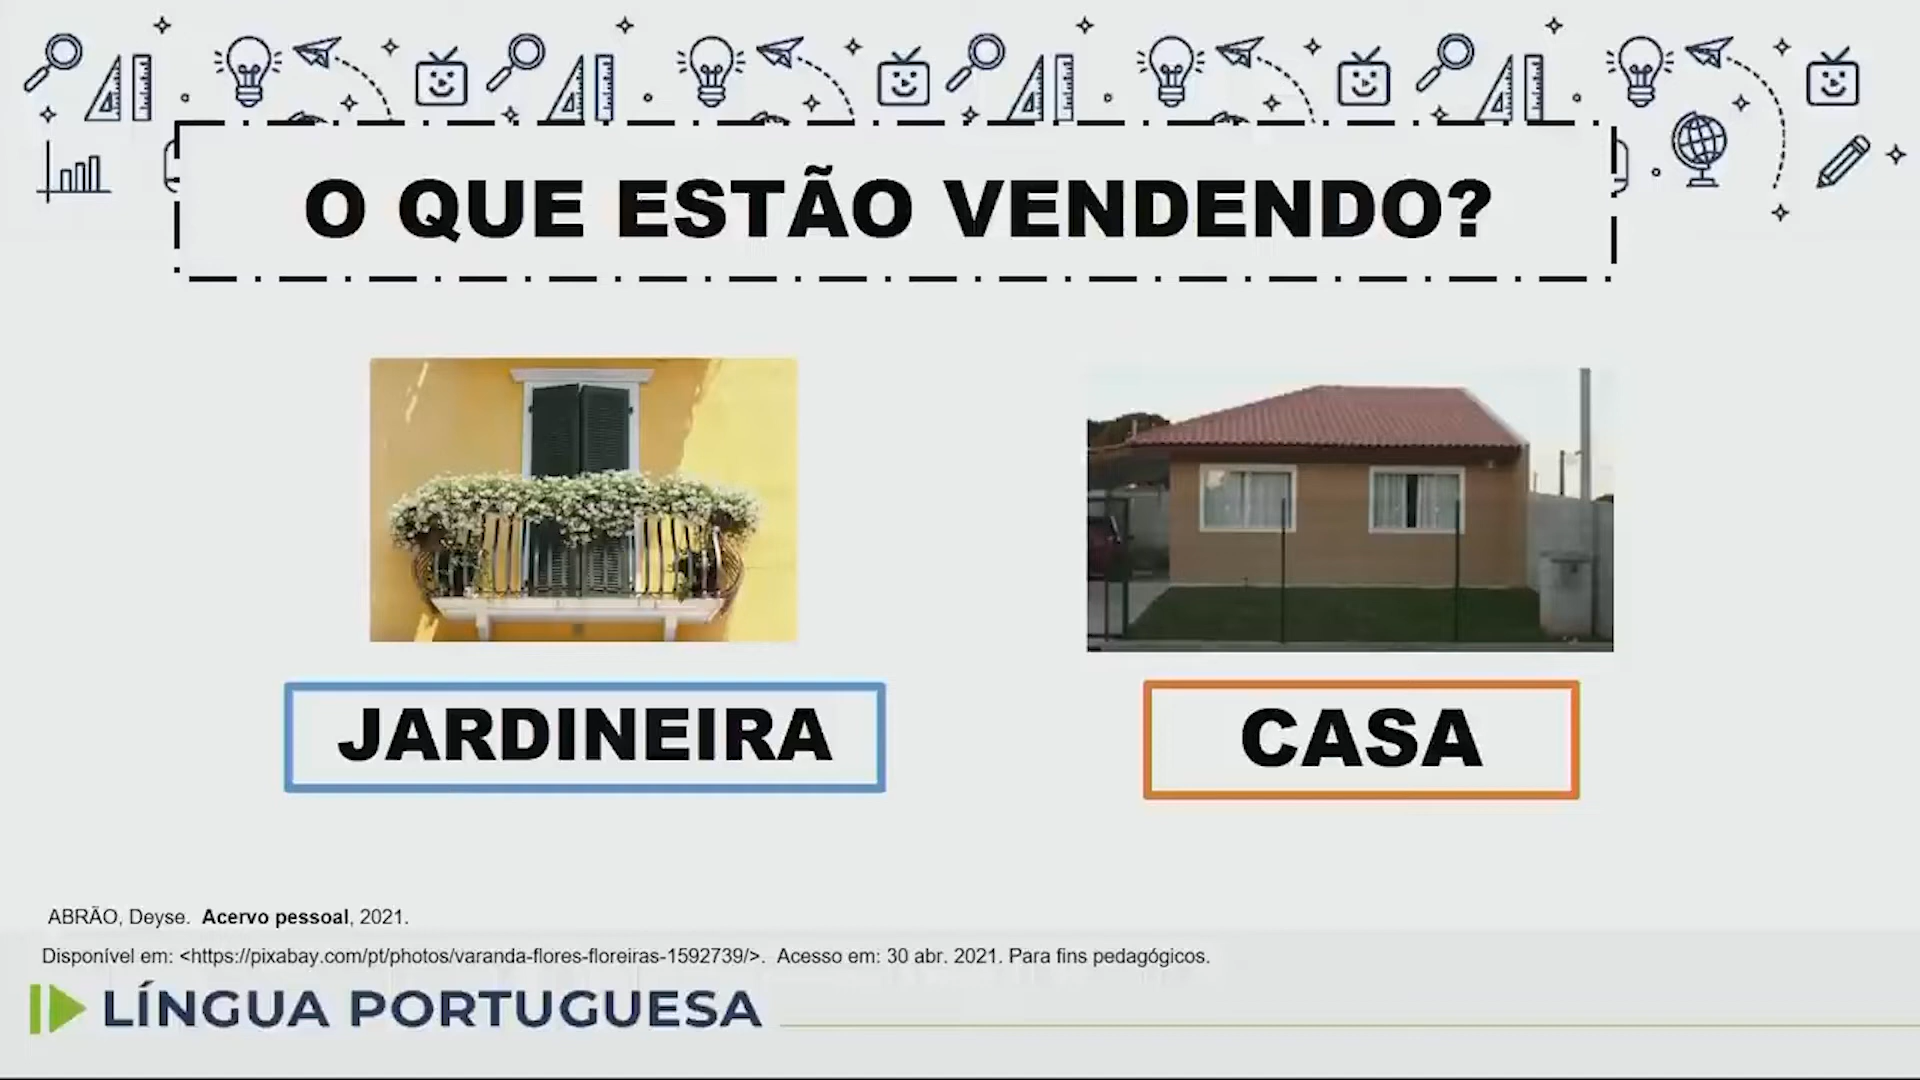 O QUE ESTÃO VENDENDO?
JARDINEIRA
CASA
ABRÃO, Deyse. Acervo pessoal, 2021.
Disponível em: <https://pixabay.com/pt/photos/varanda-flores-floreiras-1592739/>. Acesso em: 30 abr. 2021. Para fins pedagógicos.
LÍNGUA PORTUGUESA